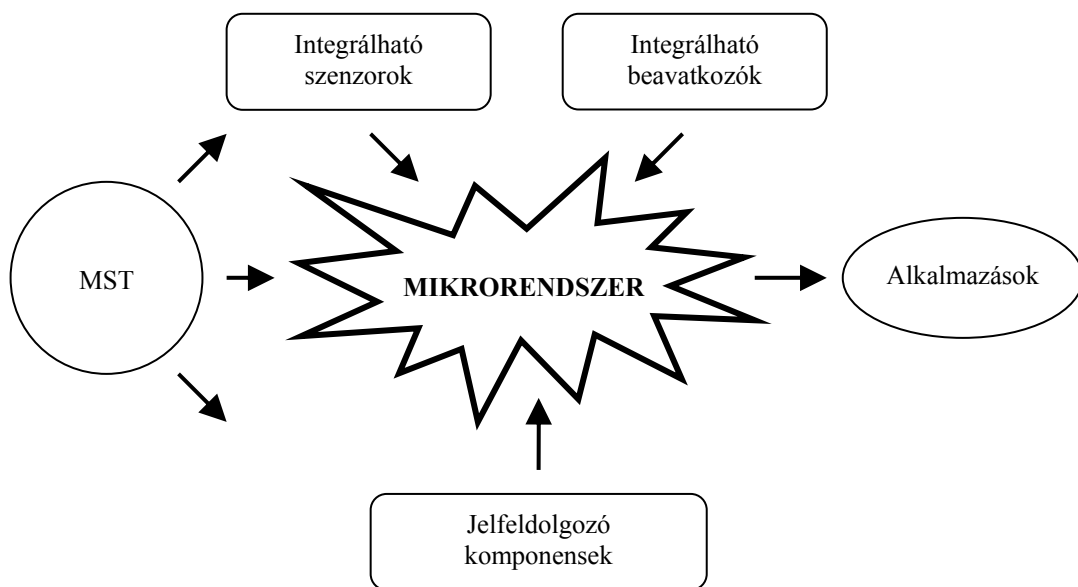 Integrálható
szenzorok
Integrálható
beavatkozók
MST
MIKRORENDSZER
Alkalmazások
Jelfeldolgozó
komponensek